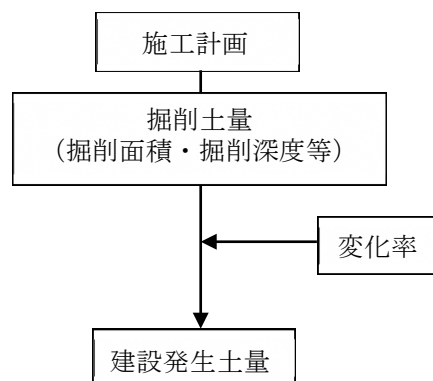 施工計画
掘削土量
（掘削面積・掘削深度等）
変化率
建設発生土量